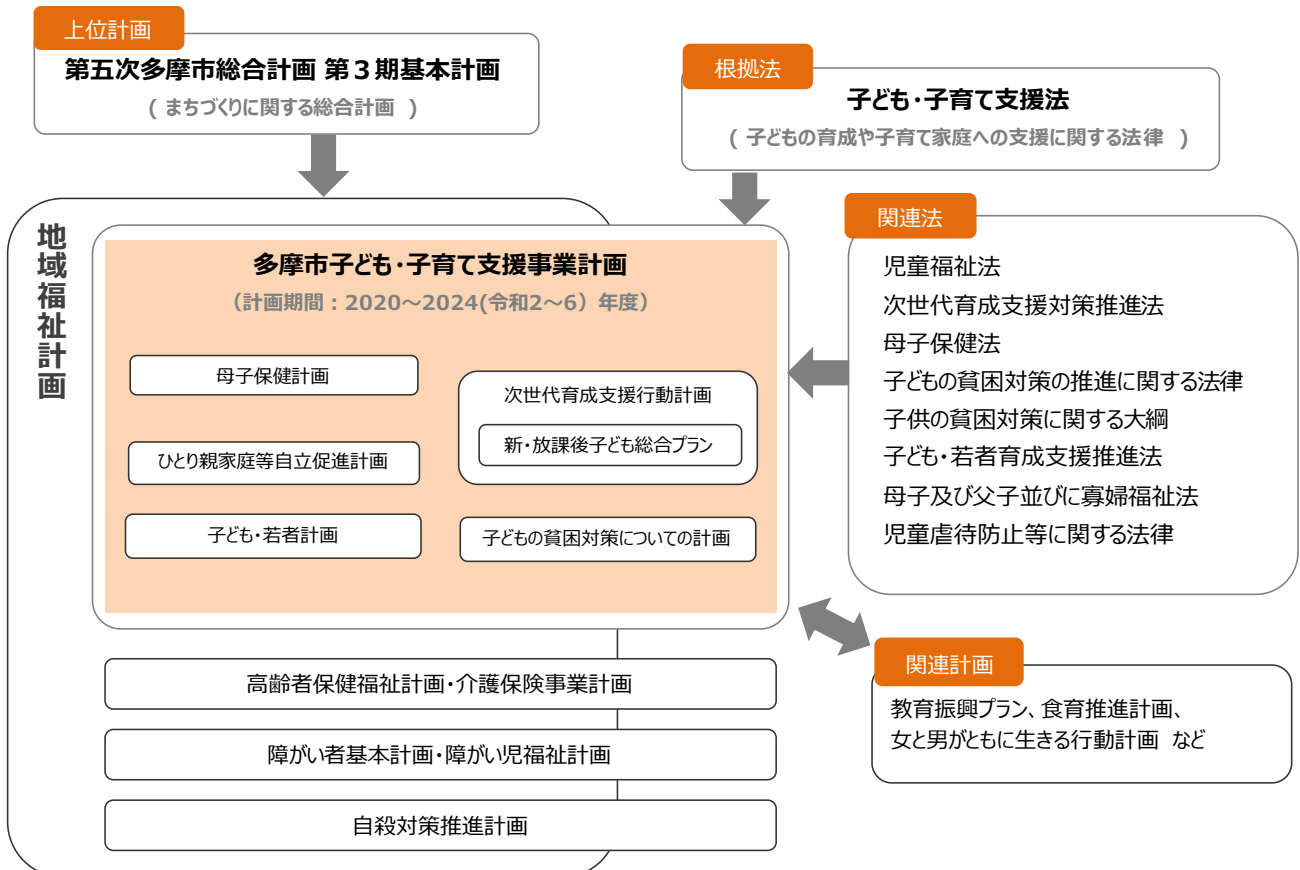 上位計画
第五次多摩市総合計画 第３期基本計画
( まちづくりに関する総合計画 )
根拠法
子ども・子育て支援法
( 子どもの育成や子育て家庭への支援に関する法律 )
地域福祉計画
多摩市子ども・子育て支援事業計画
（計画期間：2020～2024(令和2～6）年度）
母子保健計画
ひとり親家庭等自立促進計画
子ども・若者計画
次世代育成支援行動計画
新・放課後子ども総合プラン
子どもの貧困対策についての計画
関連法
児童福祉法
次世代育成支援対策推進法
母子保健法
子どもの貧困対策の推進に関する法律
子供の貧困対策に関する大綱
子ども・若者育成支援推進法
母子及び父子並びに寡婦福祉法
児童虐待防止等に関する法律
高齢者保健福祉計画・介護保険事業計画
障がい者基本計画・障がい児福祉計画
自殺対策推進計画
関連計画
教育振興プラン、食育推進計画、
女と男がともに生きる行動計画 など